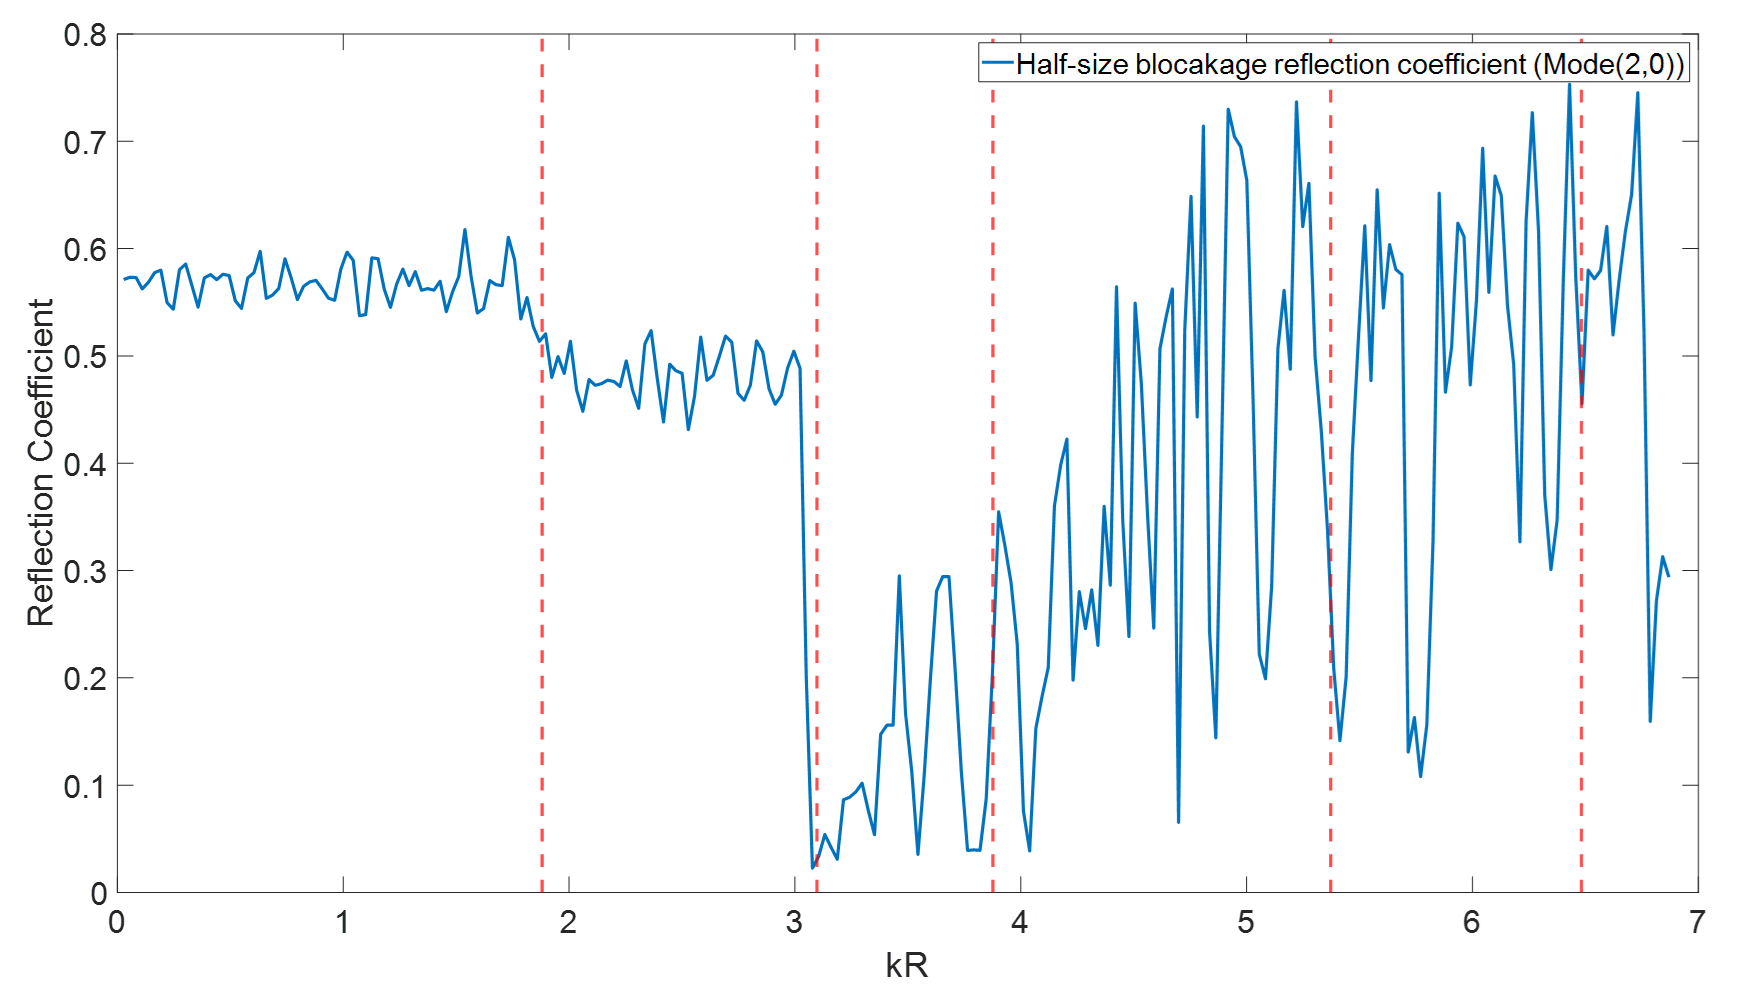 Half-size blocakage reflection coefficient (Mode(2,0))
0.8
0.7
0.6
0.5
0.4
0.3
0.2
0.1
0
Reflection Coefficient
0 1 2 3 4 5 6 7
kR